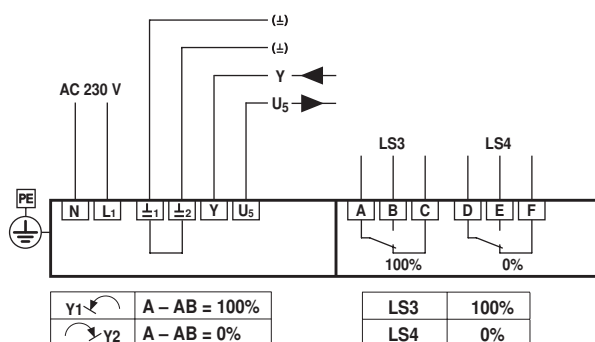 (⏚)
(⏚)
Y
AC 230 V
U5
LS3 LS4
PE
N L1 ⏚1 ⏚2 Y U5 A B C D E F
100% 0%
Y1 A – AB = 100%
Y2 A – AB = 0%
LS3 100%
LS4 0%